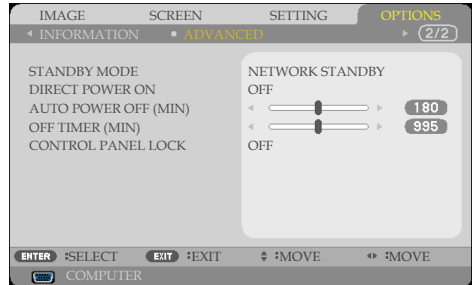 IMAGE SCREEN SETTING OPTIONS
INFORMATION ADVANCED 2/2
STANDBY MODE NETWORK STANDBY
DIRECT POWER ON OFF
AUTO POWER OFF (MIN) 180
OFF TIMER (MIN) 995
CONTROL PANEL LOCK OFF
ENTER :SELECT EXIT :EXIT :MOVE :MOVE
COMPUTER